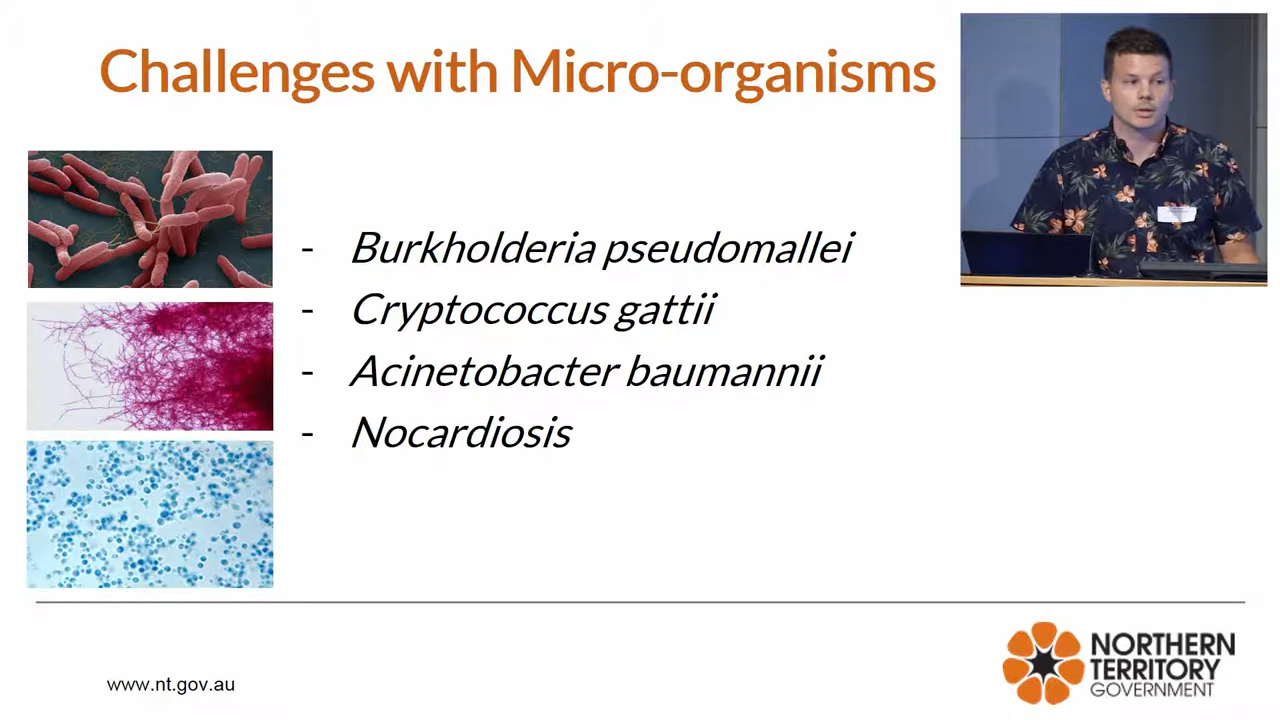 Challenges with Micro-organisms
- Burkholderia pseudomallei
- Cryptococcus gattii
- Acinetobacter baumannii
- Nocardiosis
www.nt.gov.au
NORTHERN
TERRITORY
GOVERNMENT